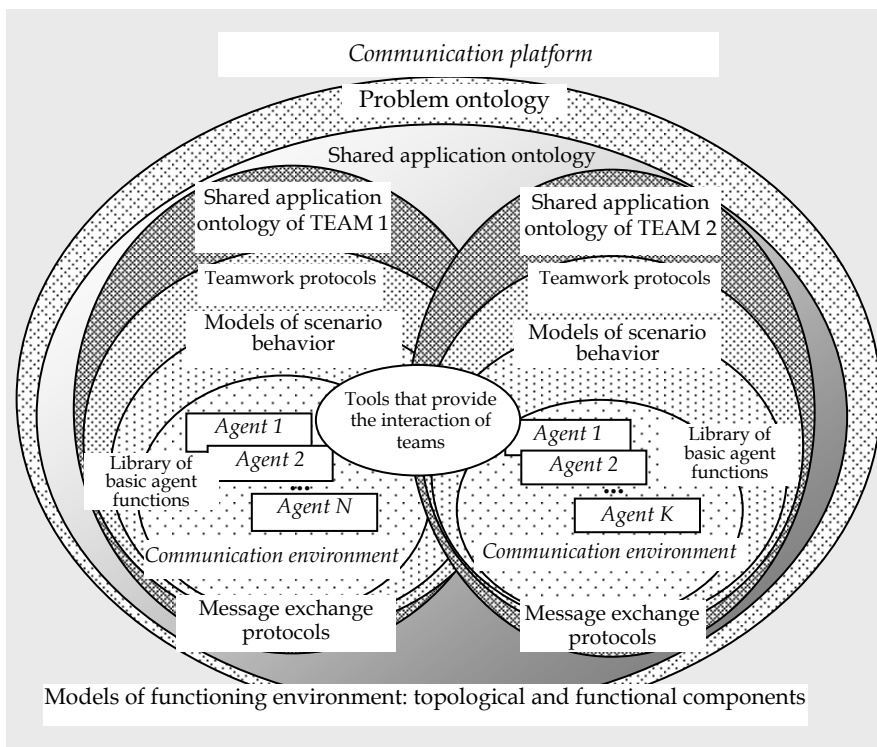 Communication platform
Problem ontology
Shared application ontology
Shared application
ontology of TEAM 1
Teamwork protocols
Models of scenario
behavior
Agent 1
Agent 2
...
Agent N
Library of
basic agent
functions
Communication environment
Message exchange
protocols
Tools that provide
the interaction of
teams
Shared application
ontology of TEAM 2
Teamwork protocols
Models of scenario
behavior
Agent 1
Agent 2
...
Agent K
Library of
basic agent
functions
Communication environment
Message exchange
protocols
Models of functioning environment: topological and functional components